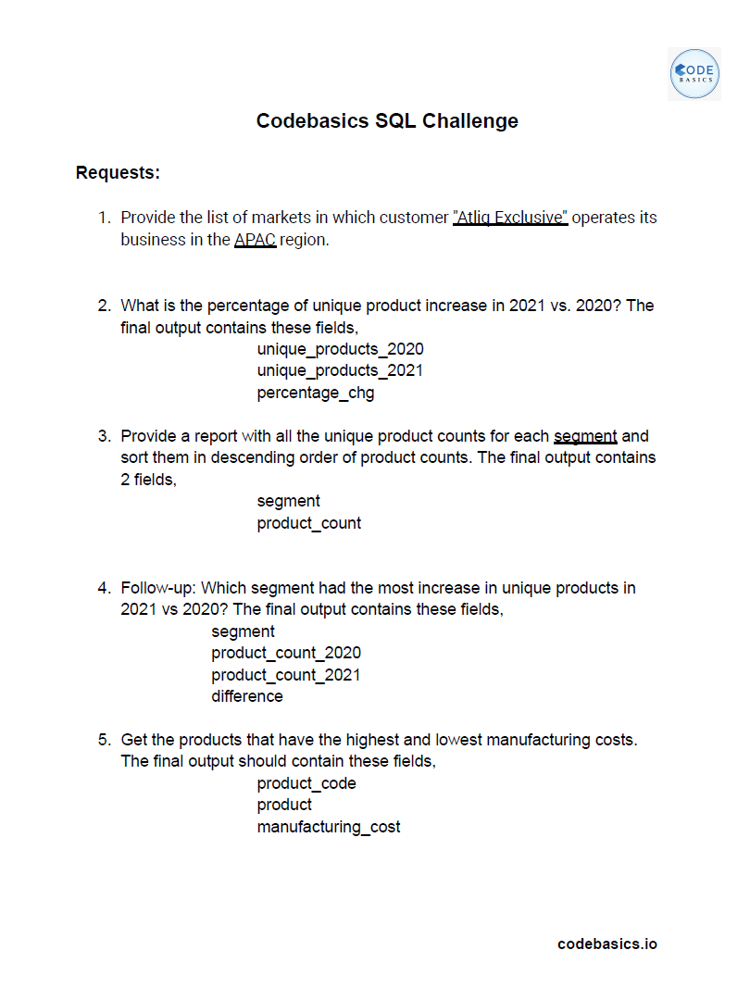 CODE
BASICS
Codebasics SQL Challenge
Requests:
1. Provide the list of markets in which customer "Atliq Exclusive" operates its
business in the APAC region.
2. What is the percentage of unique product increase in 2021 vs. 2020? The
final output contains these fields,
unique_products_2020
unique_products_2021
percentage_chg
3. Provide a report with all the unique product counts for each segment and
sort them in descending order of product counts. The final output contains
2 fields,
segment
product_count
4. Follow-up: Which segment had the most increase in unique products in
2021 vs 2020? The final output contains these fields,
segment
product_count_2020
product_count_2021
difference
5. Get the products that have the highest and lowest manufacturing costs.
The final output should contain these fields,
product_code
product
manufacturing_cost
codebasics.io